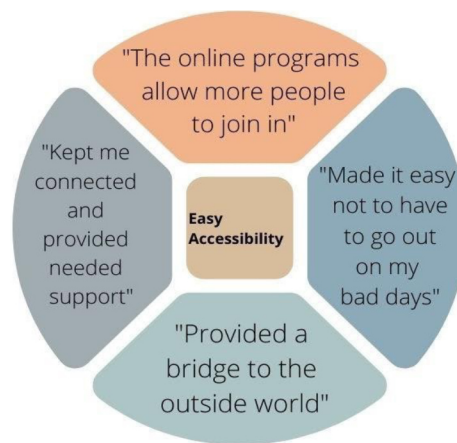 "The online programs
allow more people
to join in"
"Kept me
connected
and
provided
needed
support"
Easy
Accessibility
"Made it easy
not to have
to go out
on my
bad days"
"Provided a
bridge to the
outside world"